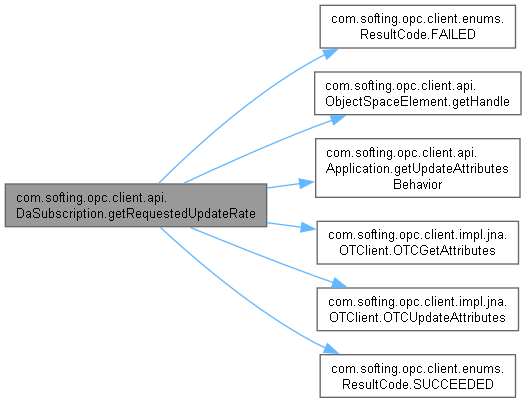 com.softing.opc.client.enums.
ResultCode.FAILED
com.softing.opc.client.api.
ObjectSpaceElement.getHandle
com.softing.opc.client.api.
Application.getUpdateAttributes
Behavior
com.softing.opc.client.api.
DaSubscription.getRequestedUpdateRate
com.softing.opc.client.impl.jna.
OTClient.OTCGetAttributes
com.softing.opc.client.impl.jna.
OTClient.OTCUpdateAttributes
com.softing.opc.client.enums.
ResultCode.SUCCEEDED